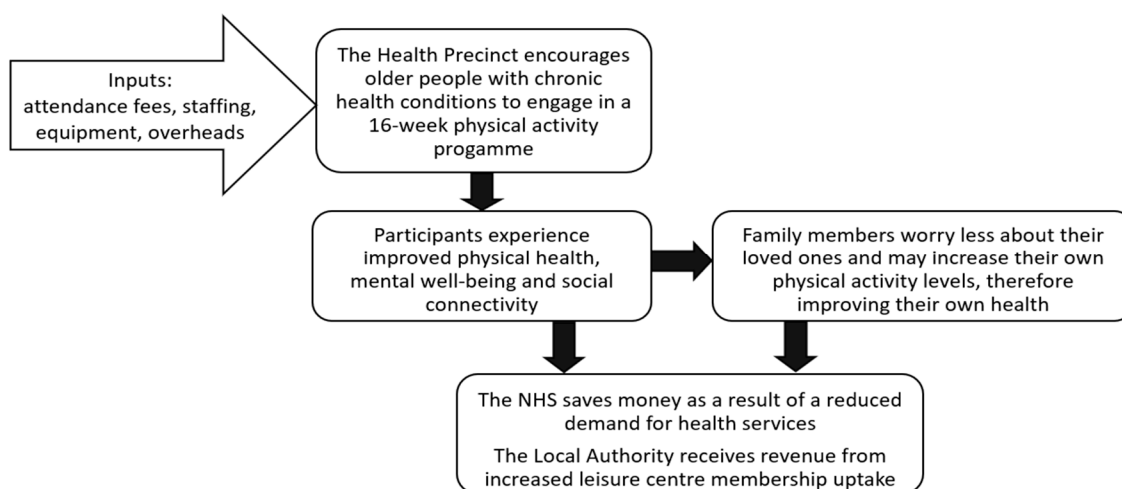 Inputs:
attendance fees, staffing,
equipment, overheads
The Health Precinct encourages
older people with chronic
health conditions to engage in a
16-week physical activity
progamme
Participants experience
improved physical health,
mental well-being and social
connectivity
Family members worry less about their
loved ones and may increase their own
physical activity levels, therefore
improving their own health
The NHS saves money as a result of a reduced
demand for health services
The Local Authority receives revenue from
increased leisure centre membership uptake